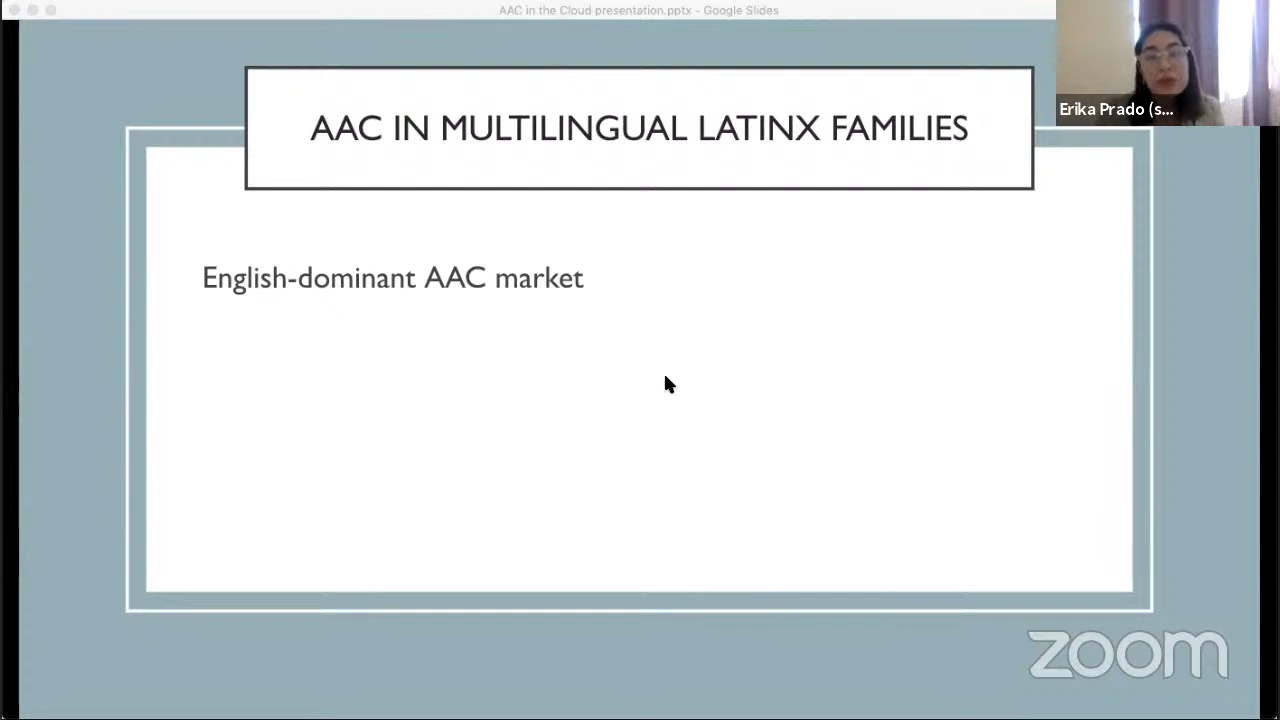 AAC in the Cloud presentation.pptx - Google Slides
AAC IN MULTILINGUAL LATINX FAMILIES
Erika Prado (s...
English-dominant AAC market
zoom